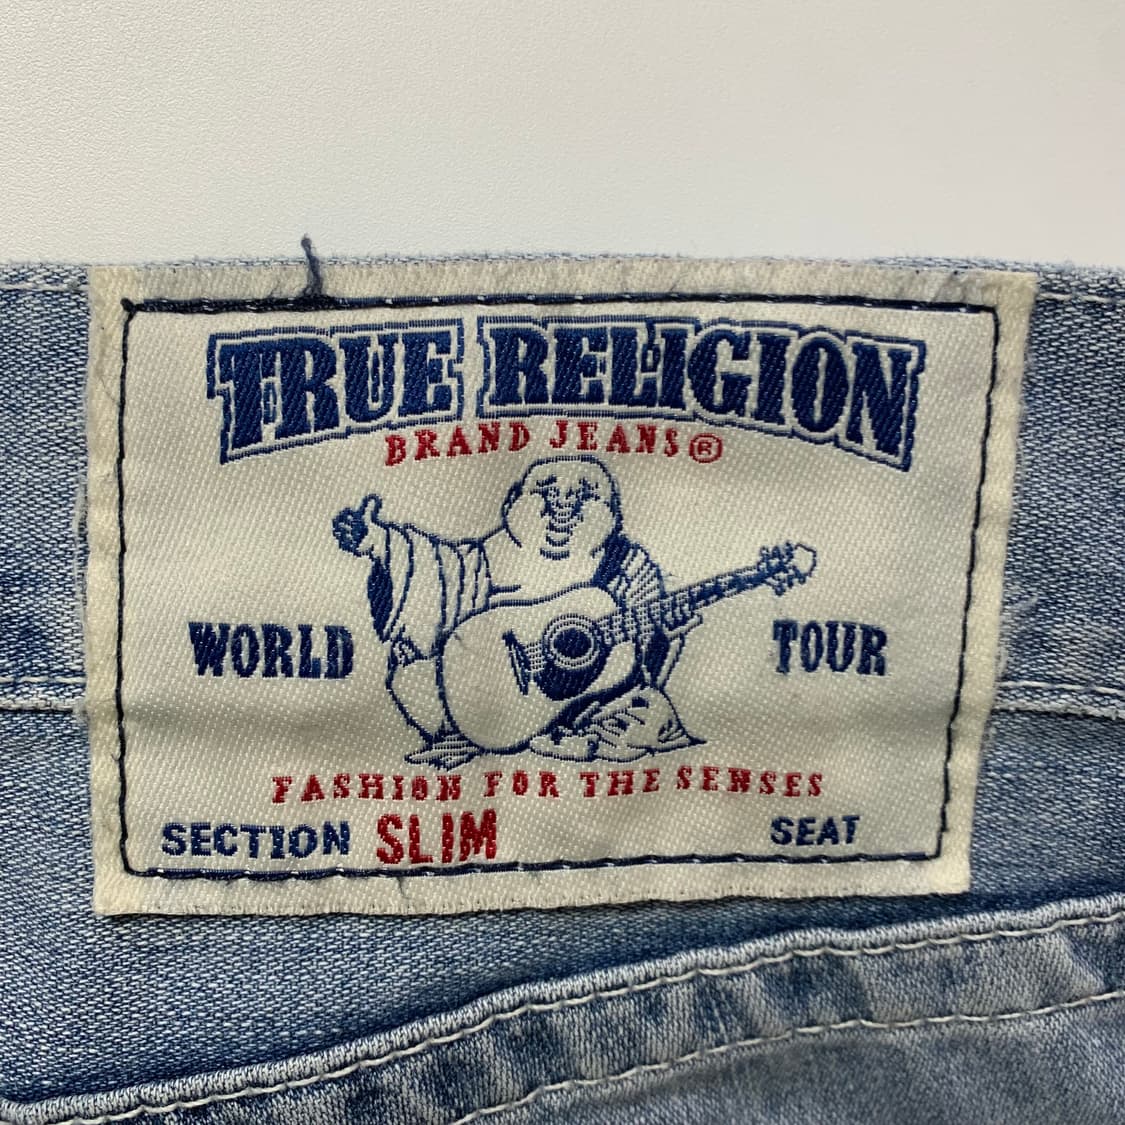 TRUE RELIGION
BRAND JEANS®
WORLD TOUR
FASHION FOR THE SENSES
SECTION SLIM SEAT